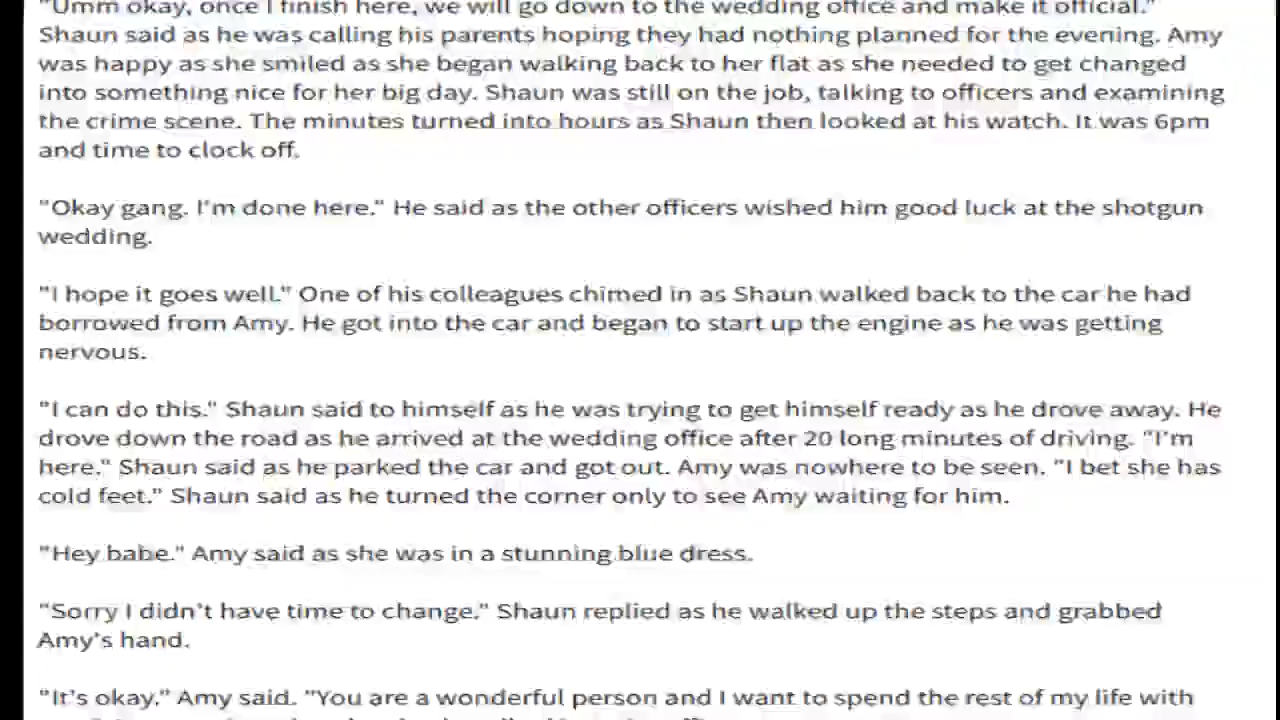 "Umm okay, once I finish here, we will go down to the wedding office and make it official."
Shaun said as he was calling his parents hoping they had nothing planned for the evening. Amy
was happy as she smiled as she began walking back to her flat as she needed to get changed
into something nice for her big day. Shaun was still on the job, talking to officers and examining
the crime scene. The minutes turned into hours as Shaun then looked at his watch. It was 6pm
and time to clock off.
"Okay gang. I'm done here." He said as the other officers wished him good luck at the shotgun
wedding.
"I hope it goes well." One of his colleagues chimed in as Shaun walked back to the car he had
borrowed from Amy. He got into the car and began to start up the engine as he was getting
nervous.
"I can do this." Shaun said to himself as he was trying to get himself ready as he drove away. He
drove down the road as he arrived at the wedding office after 20 long minutes of driving. "I'm
here." Shaun said as he parked the car and got out. Amy was nowhere to be seen. "I bet she has
cold feet." Shaun said as he turned the corner only to see Amy waiting for him.
"Hey babe." Amy said as she was in a stunning blue dress.
"Sorry I didn't have time to change." Shaun replied as he walked up the steps and grabbed
Amy's hand.
"It's okay." Amy said. "You are a wonderful person and I want to spend the rest of my life with